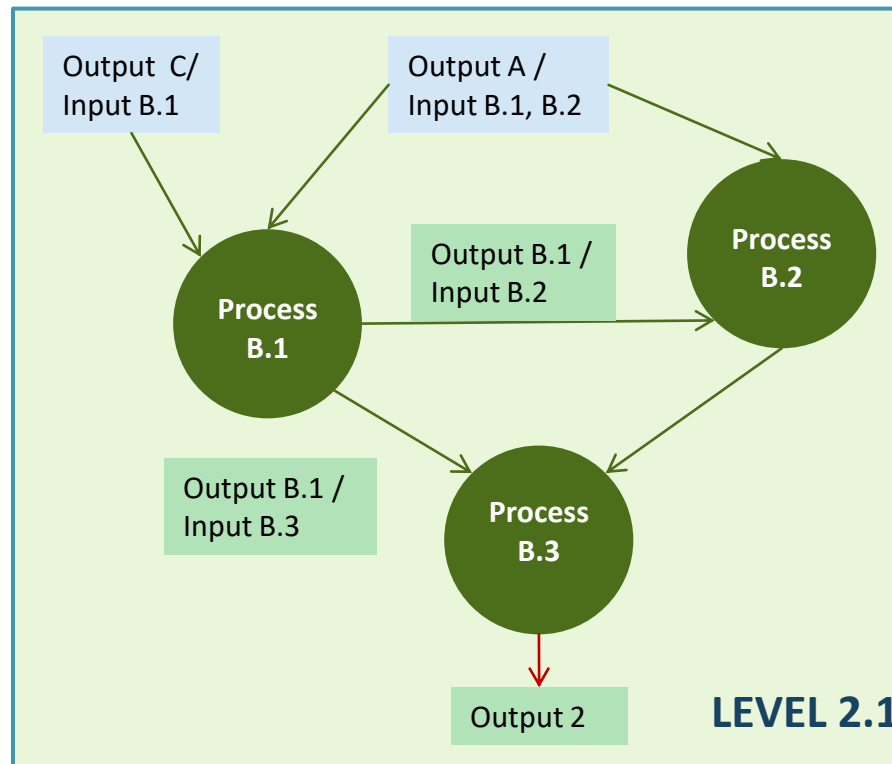 Output C/
Input B.1
Output A /
Input B.1, B.2
Process
B.2
Output B.1 /
Input B.2
Process
B.1
Output B.1 /
Input B.3
Process
B.3
Output 2
LEVEL 2.1